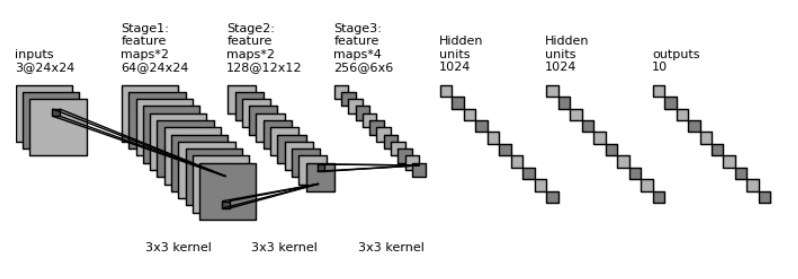 inputs
3@24x24
Stage1:
feature
maps*2
64@24x24
Stage2:
feature
maps*2
128@12x12
Stage3:
feature
maps*4
256@6x6
Hidden
units
1024
Hidden
units
1024
outputs
10
3x3 kernel
3x3 kernel
3x3 kernel